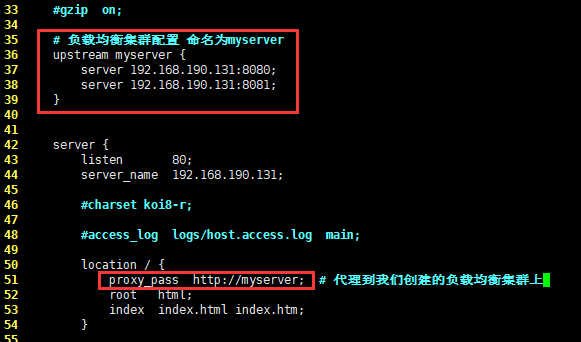 33 #gzip on;
34
35 # 负载均衡集群配置 命名为myserver
36 upstream myserver {
37 server 192.168.190.131:8080;
38 server 192.168.190.131:8081;
39 }
40
41
42 server {
43 listen 80;
44 server_name 192.168.190.131;
45
46 #charset koi8-r;
47
48 #access_log logs/host.access.log main;
49
50 location / {
51 proxy_pass http://myserver; # 代理到我们创建的负载均衡集群上
52 root html;
53 index index.html index.htm;
54 }
55